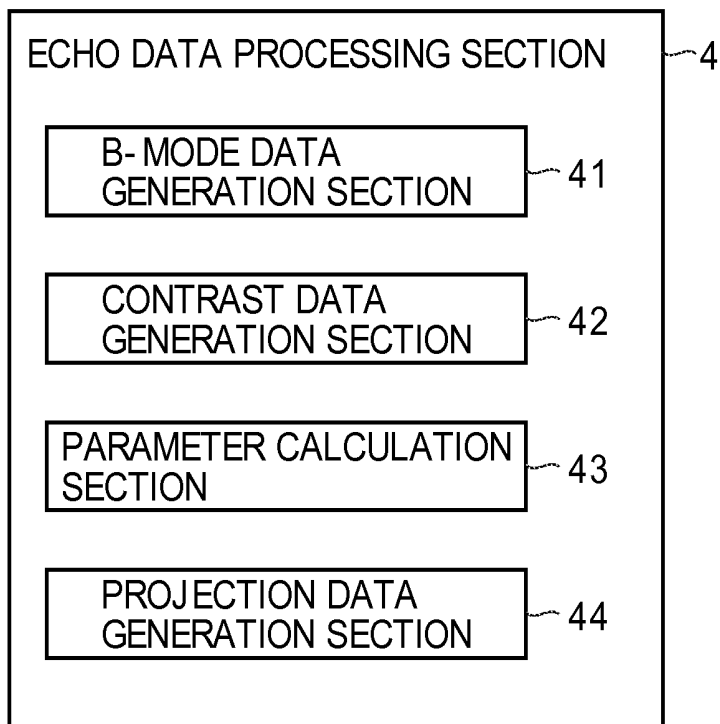 ECHO DATA PROCESSING SECTION 4
B-MODE DATA
GENERATION SECTION 41
CONTRAST DATA
GENERATION SECTION 42
PARAMETER CALCULATION
SECTION 43
PROJECTION DATA
GENERATION SECTION 44